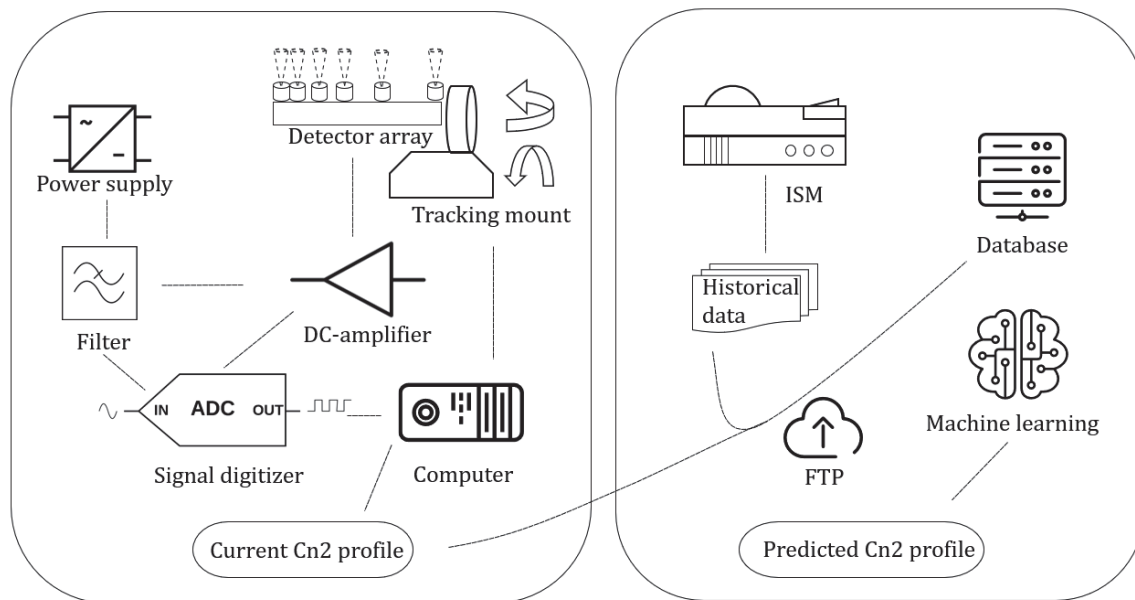 Detector array
Power supply
Tracking mount
Filter
DC-amplifier
IN ADC OUT
Signal digitizer
Computer
Current Cn2 profile
ISM
Historical
data
Database
Machine learning
FTP
Predicted Cn2 profile